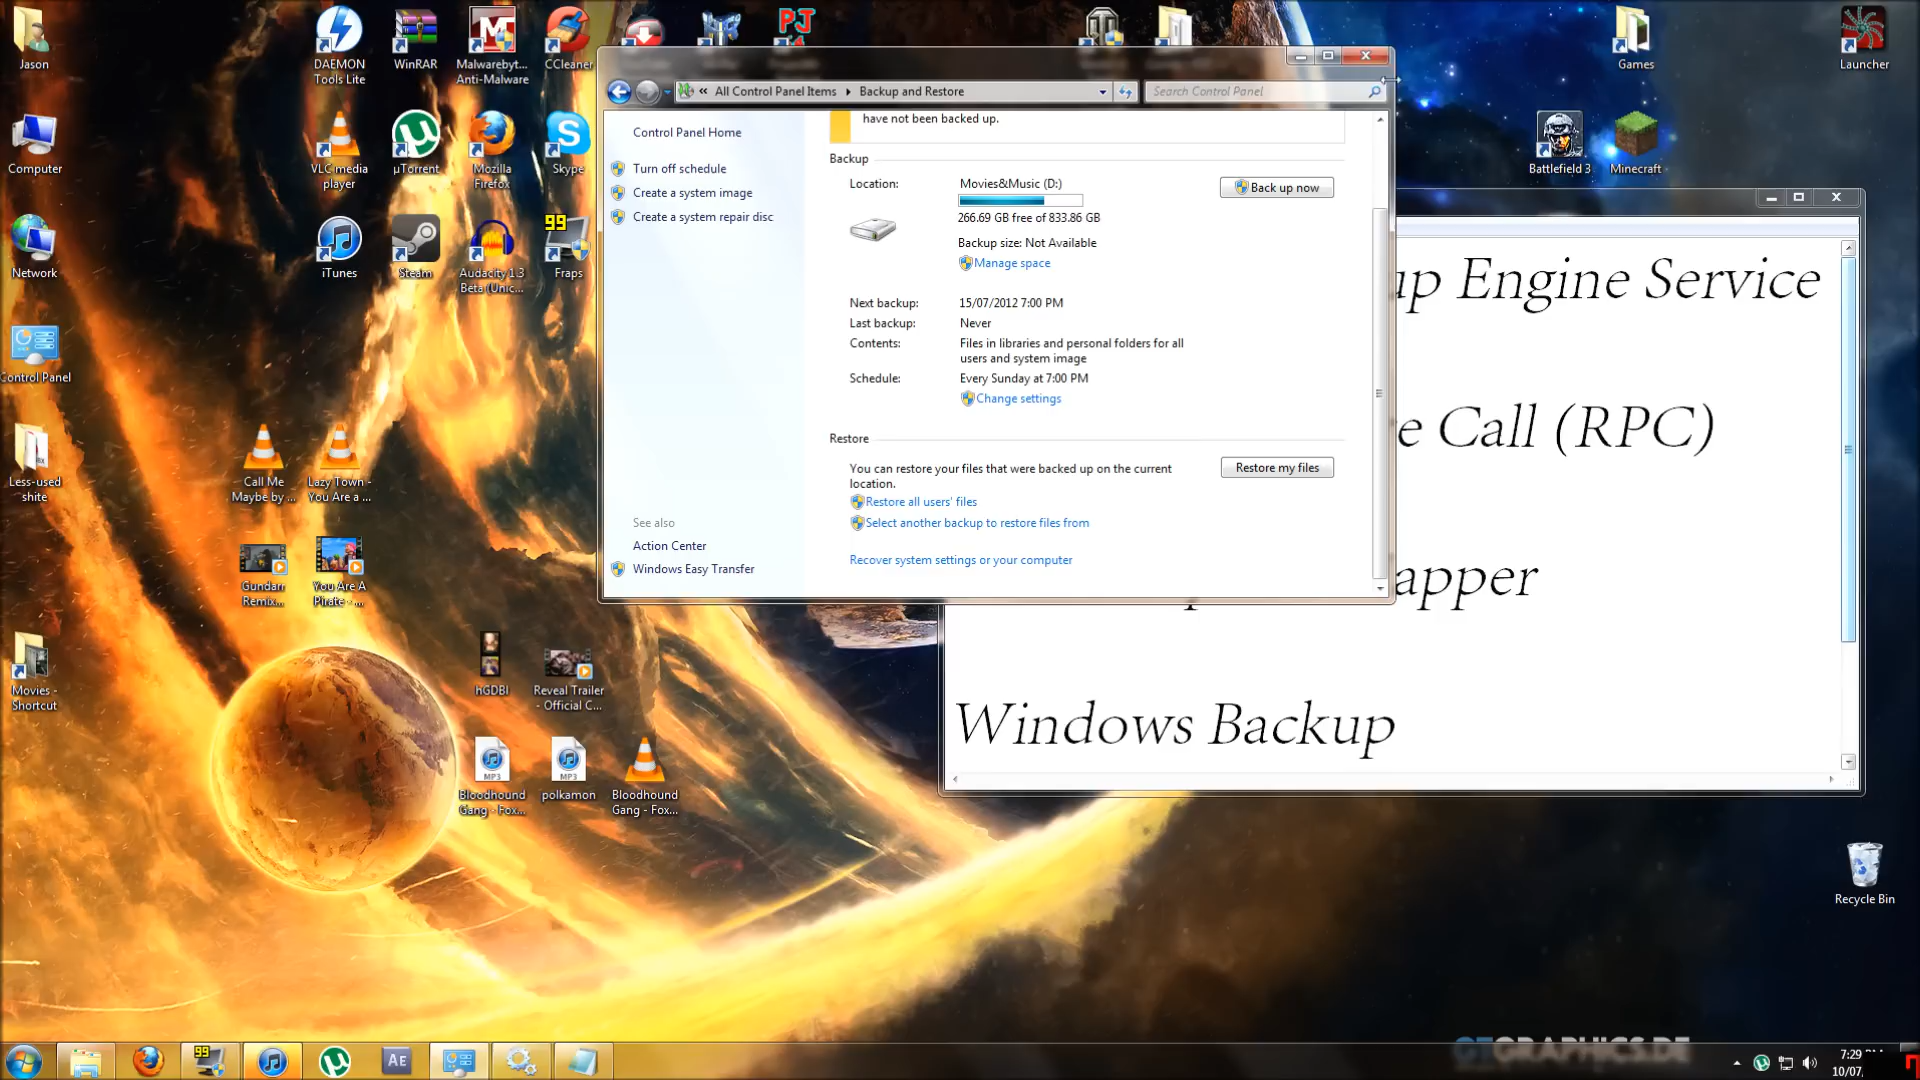 Jason
DAEMON
Tools Lite
WinRAR
Malwarebyt...
Anti-Malware
CCleaner
PJ
Games
Launcher
Computer
VLC media
player
µTorrent
Mozilla
Firefox
Skype
Battlefield 3
Minecraft
Network
iTunes
Steam
Audacity 1.3
Beta (Unic...
99
Fraps
Control Panel
Less-used
shite
Call Me
Maybe by ...
Lazy Town -
You Are a ...
Gundam
Remix...
You Are A
Pirate - ...
Movies -
Shortcut
hGDBI
Reveal Trailer
- Official C...
MP3
Bloodhound
Gang - Fox...
MP3
polkamon
Bloodhound
Gang - Fox...
Recycle Bin
« All Control Panel Items Backup and Restore
Search Control Panel
Control Panel Home
Turn off schedule
Create a system image
Create a system repair disc
See also
Action Center
Windows Easy Transfer
have not been backed up.
Backup
Location: Movies&Music (D:)
Back up now
266.69 GB free of 833.86 GB
Backup size: Not Available
Manage space
Next backup: 15/07/2012 7:00 PM
Last backup: Never
Contents: Files in libraries and personal folders for all
users and system image
Schedule: Every Sunday at 7:00 PM
Change settings
Restore
You can restore your files that were backed up on the current
location.
Restore my files
Restore all users' files
Select another backup to restore files from
Recover system settings or your computer
up Engine Service
e Call (RPC)
apper
Windows Backup
GRAPHICS.DE
99
AE
7:29
10/07